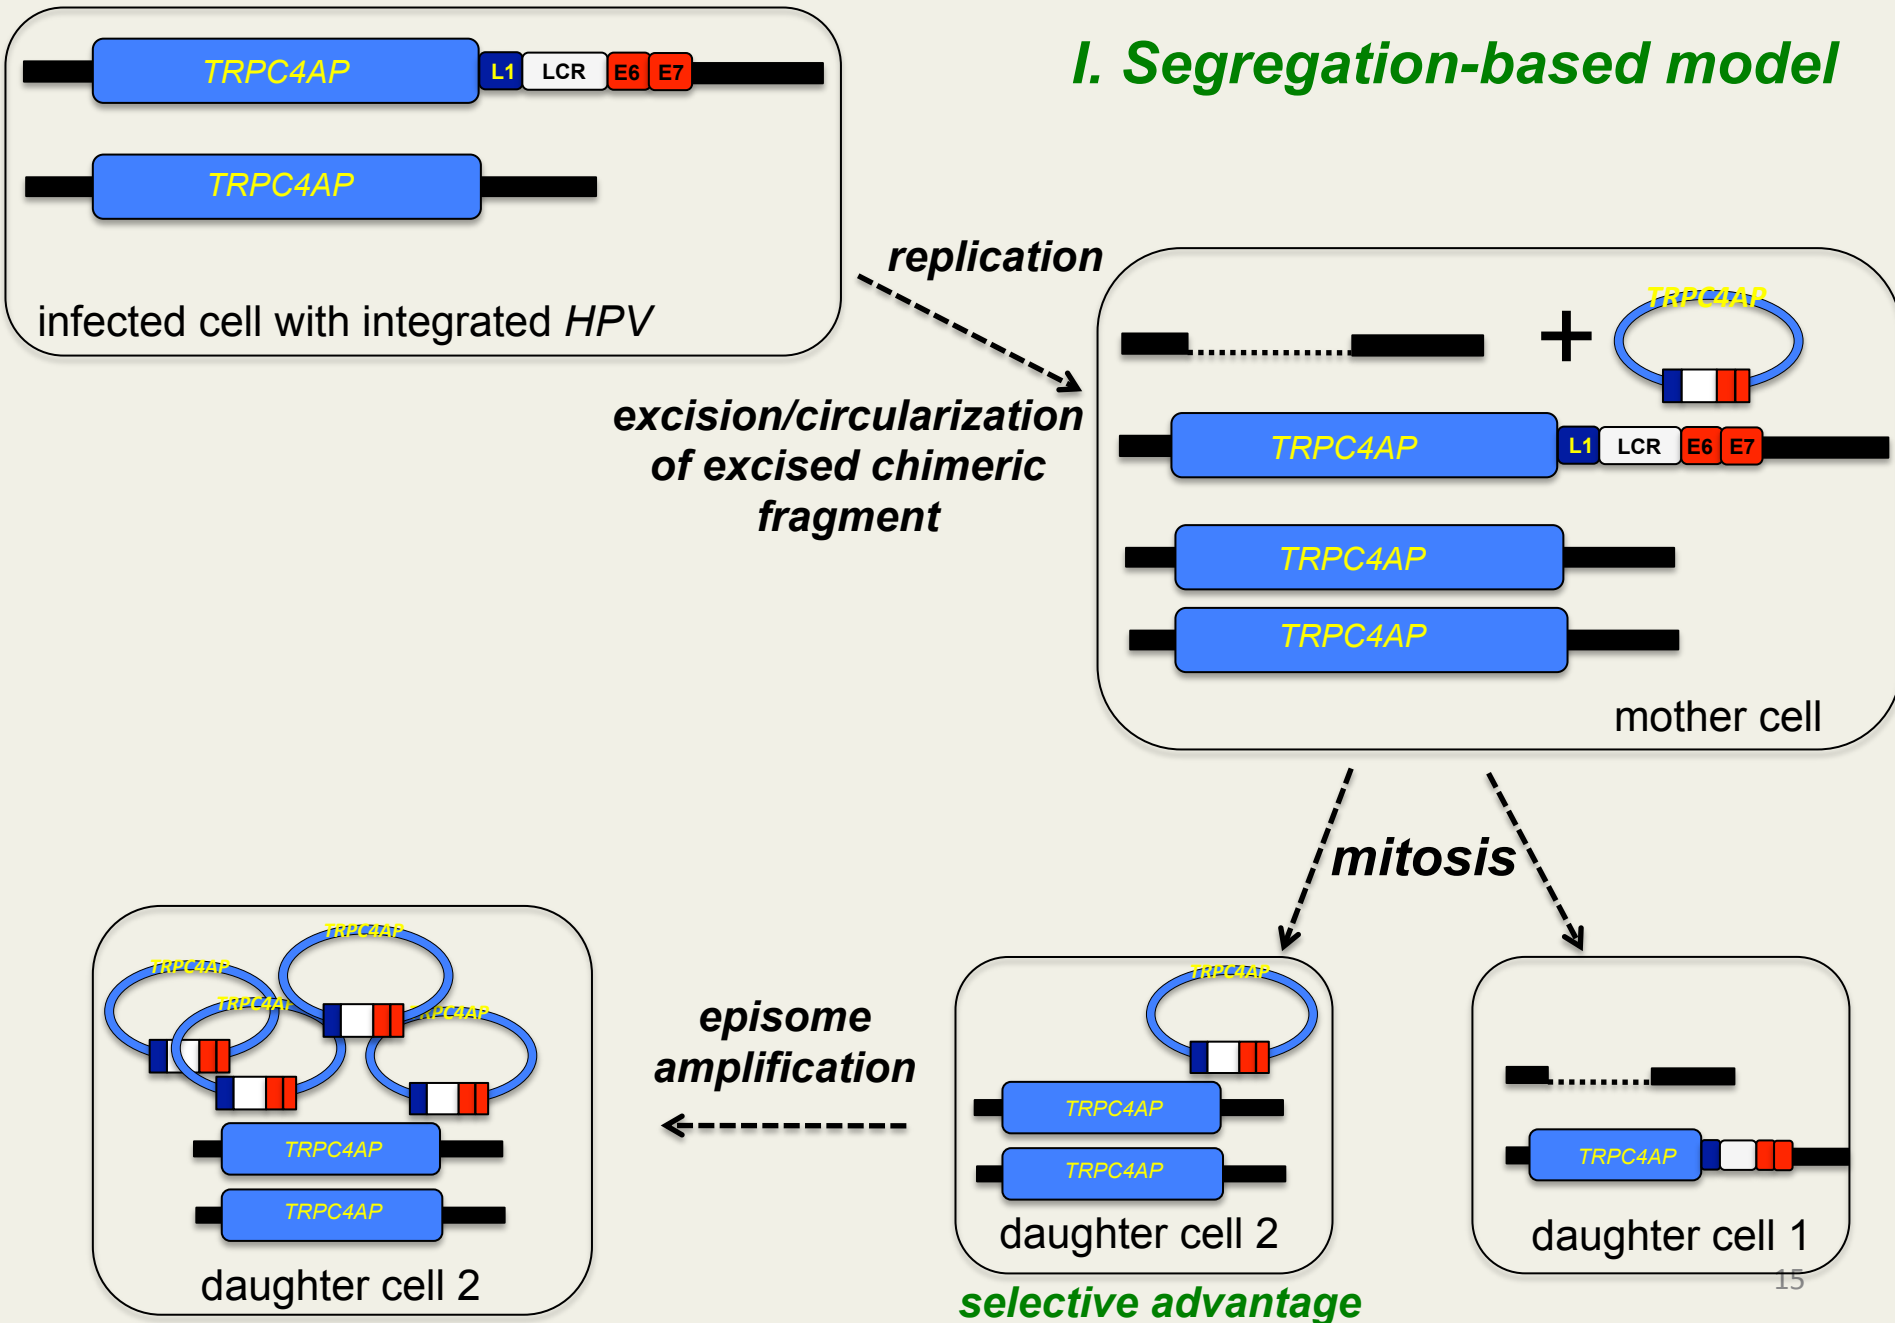 I. Segregation-based model
TRPC4AP L1 LCR E6 E7
TRPC4AP
infected cell with integrated HPV
replication
excision/circularization
of excised chimeric
fragment
+
TRPC4AP
TRPC4AP L1 LCR E6 E7
TRPC4AP
TRPC4AP
mother cell
mitosis
TRPC4AP
TRPC4AP
TRPC4AP
daughter cell 2
selective advantage
TRPC4AP
daughter cell 1
episome
amplification
TRPC4AP
TRPC4AP
TRPC4AP
TRPC4AP
TRPC4AP
TRPC4AP
daughter cell 2
15